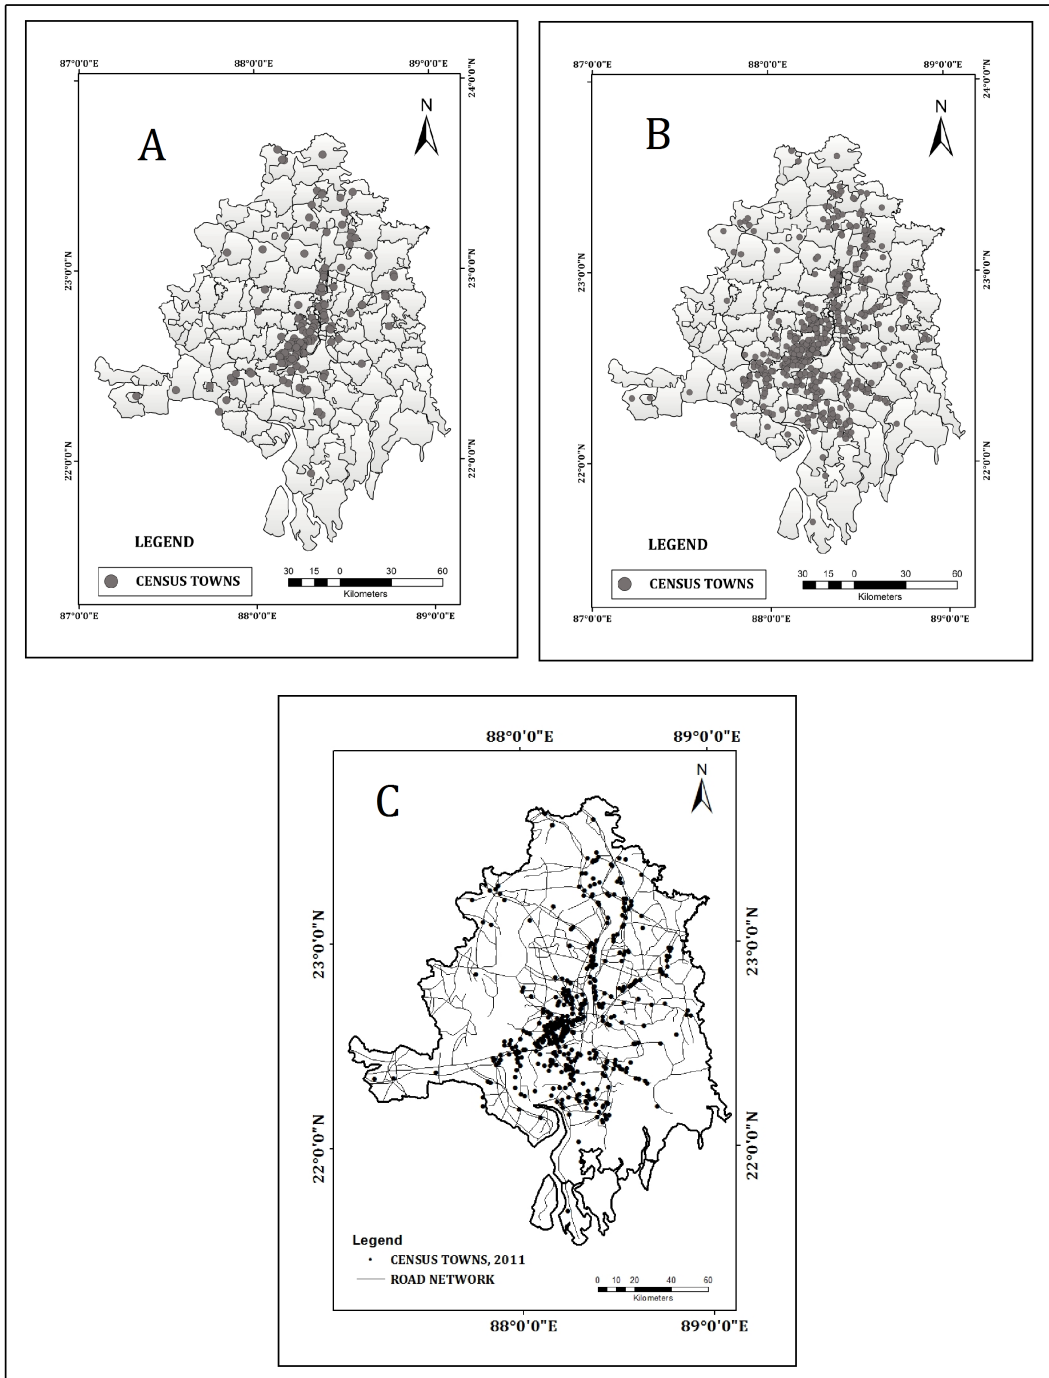 87°0'0"E 88°0'0"E 89°0'0"N
24°0'0"N
N
A
23°0'0"N 23°0'0"N
22°0'0"N 22°0'0"N
LEGEND
CENSUS TOWNS
30 15 0 30 60
Kilometers
87°0'0"E 88°0'0"E 89°0'0"E
87°0'0"E 88°0'0"E 89°0'0"N
24°0'0"N
N
B
23°0'0"N 23°0'0"N
22°0'0"N 22°0'0"N
LEGEND
CENSUS TOWNS
30 15 0 30 60
Kilometers
87°0'0"E 88°0'0"E 89°0'0"E
88°0'0"E 89°0'0"E
N
C
23°0'0"N 23°0'0"N
22°0'0"N 22°0'0"N
Legend
CENSUS TOWNS, 2011
ROAD NETWORK
0 10 20 40 60
Kilometers
88°0'0"E 89°0'0"E